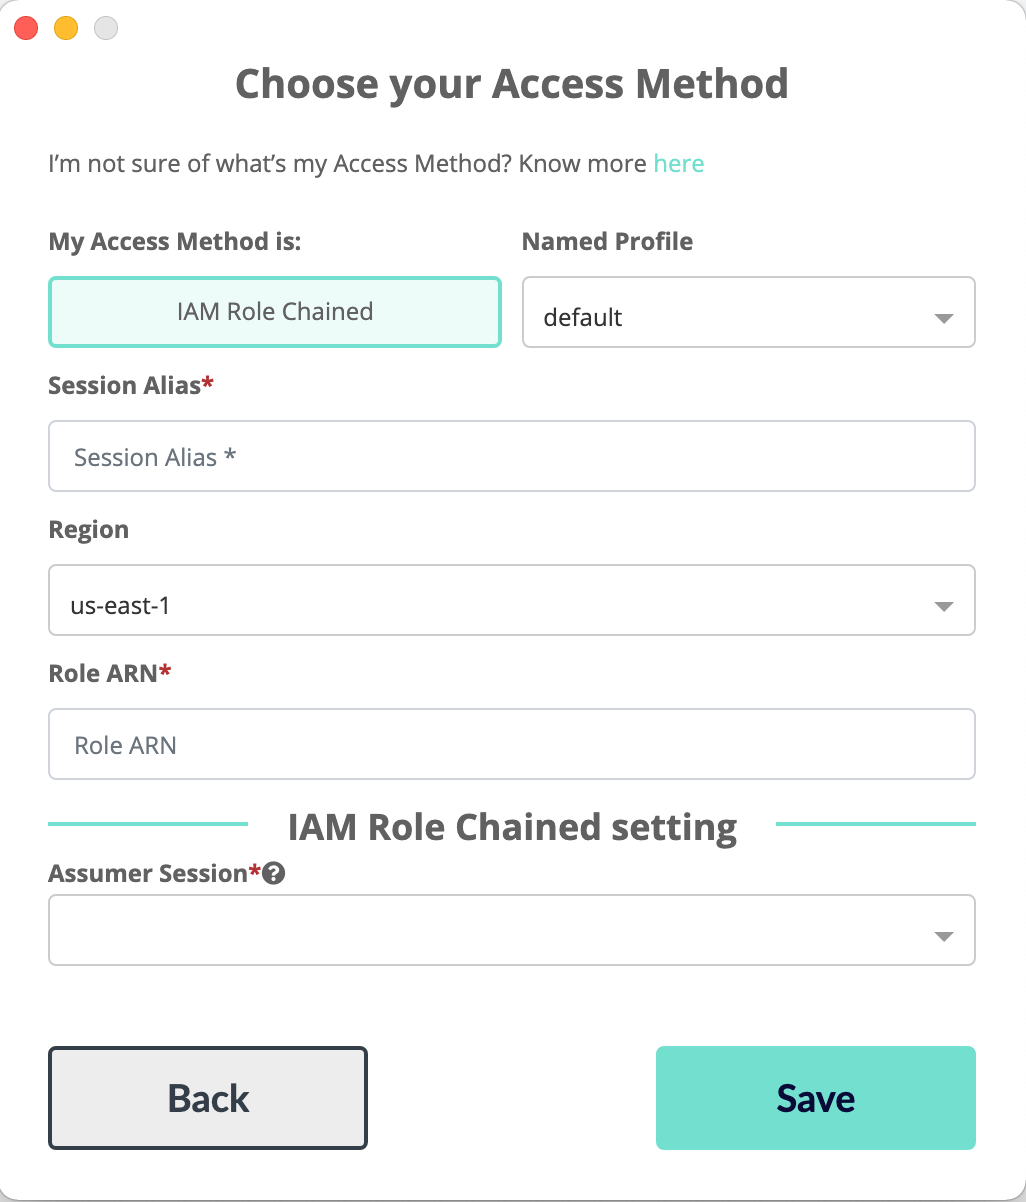 Choose your Access Method
I’m not sure of what’s my Access Method? Know more here
My Access Method is:
Named Profile
IAM Role Chained
default
Session Alias*
Session Alias *
Region
us-east-1
Role ARN*
Role ARN
IAM Role Chained setting
Assumer Session*?
Back
Save